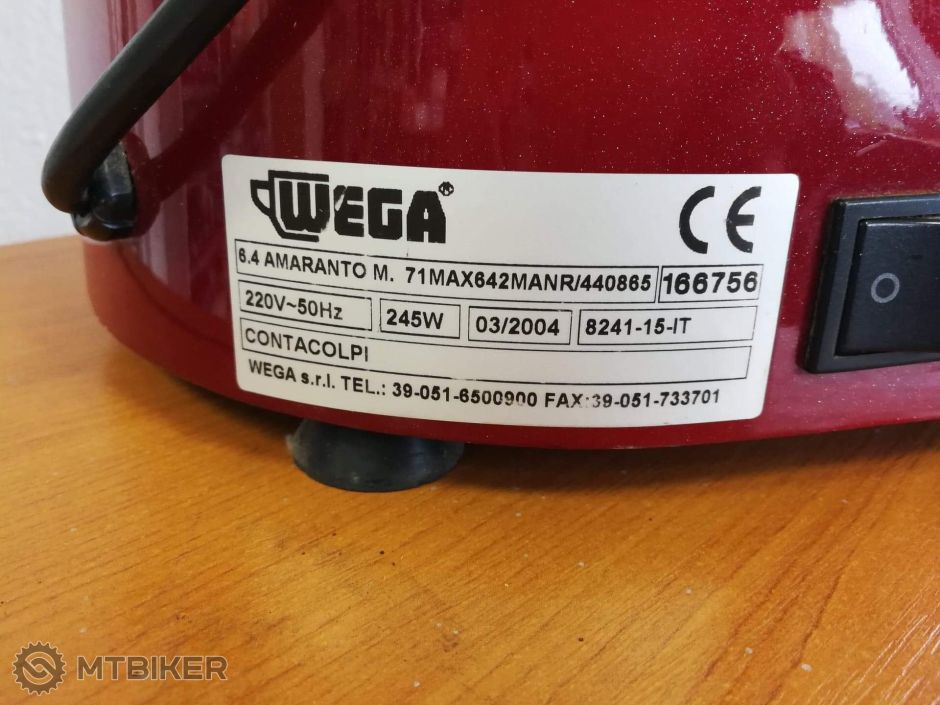 WEGA®
CE
6.4 AMARANTO M. 71MAX642MANR/440865 166756
220V~50Hz 245W 03/2004 8241-15-IT
CONTACOLPI
WEGA s.r.l. TEL.: 39-051-6500900 FAX:39-051-733701
MTBIKER